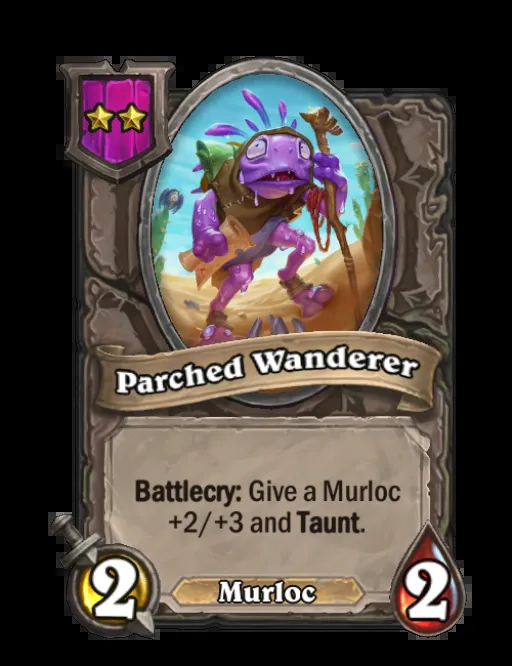 Parched Wanderer
Battlecry: Give a Murloc
+2/+3 and Taunt.
2
Murloc
2